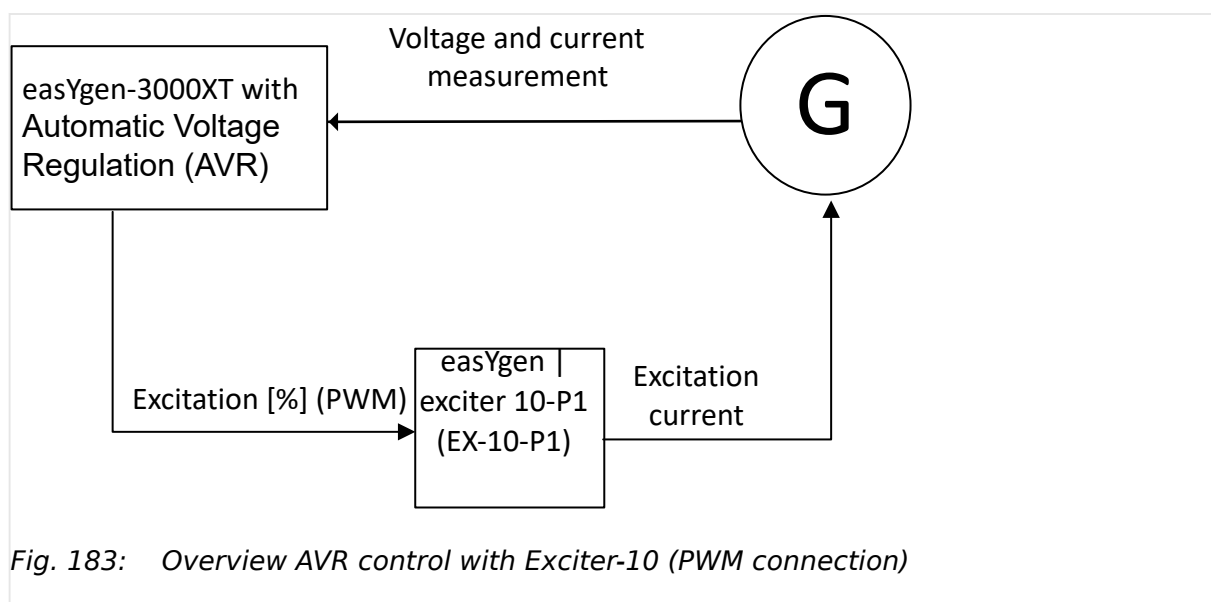 Voltage and current
measurement
G
easYgen-3000XT with
Automatic Voltage
Regulation (AVR)
Excitation [%] (PWM)
easYgen |
exciter 10-P1
(EX-10-P1)
Excitation
current
Fig. 183: Overview AVR control with Exciter-10 (PWM connection)